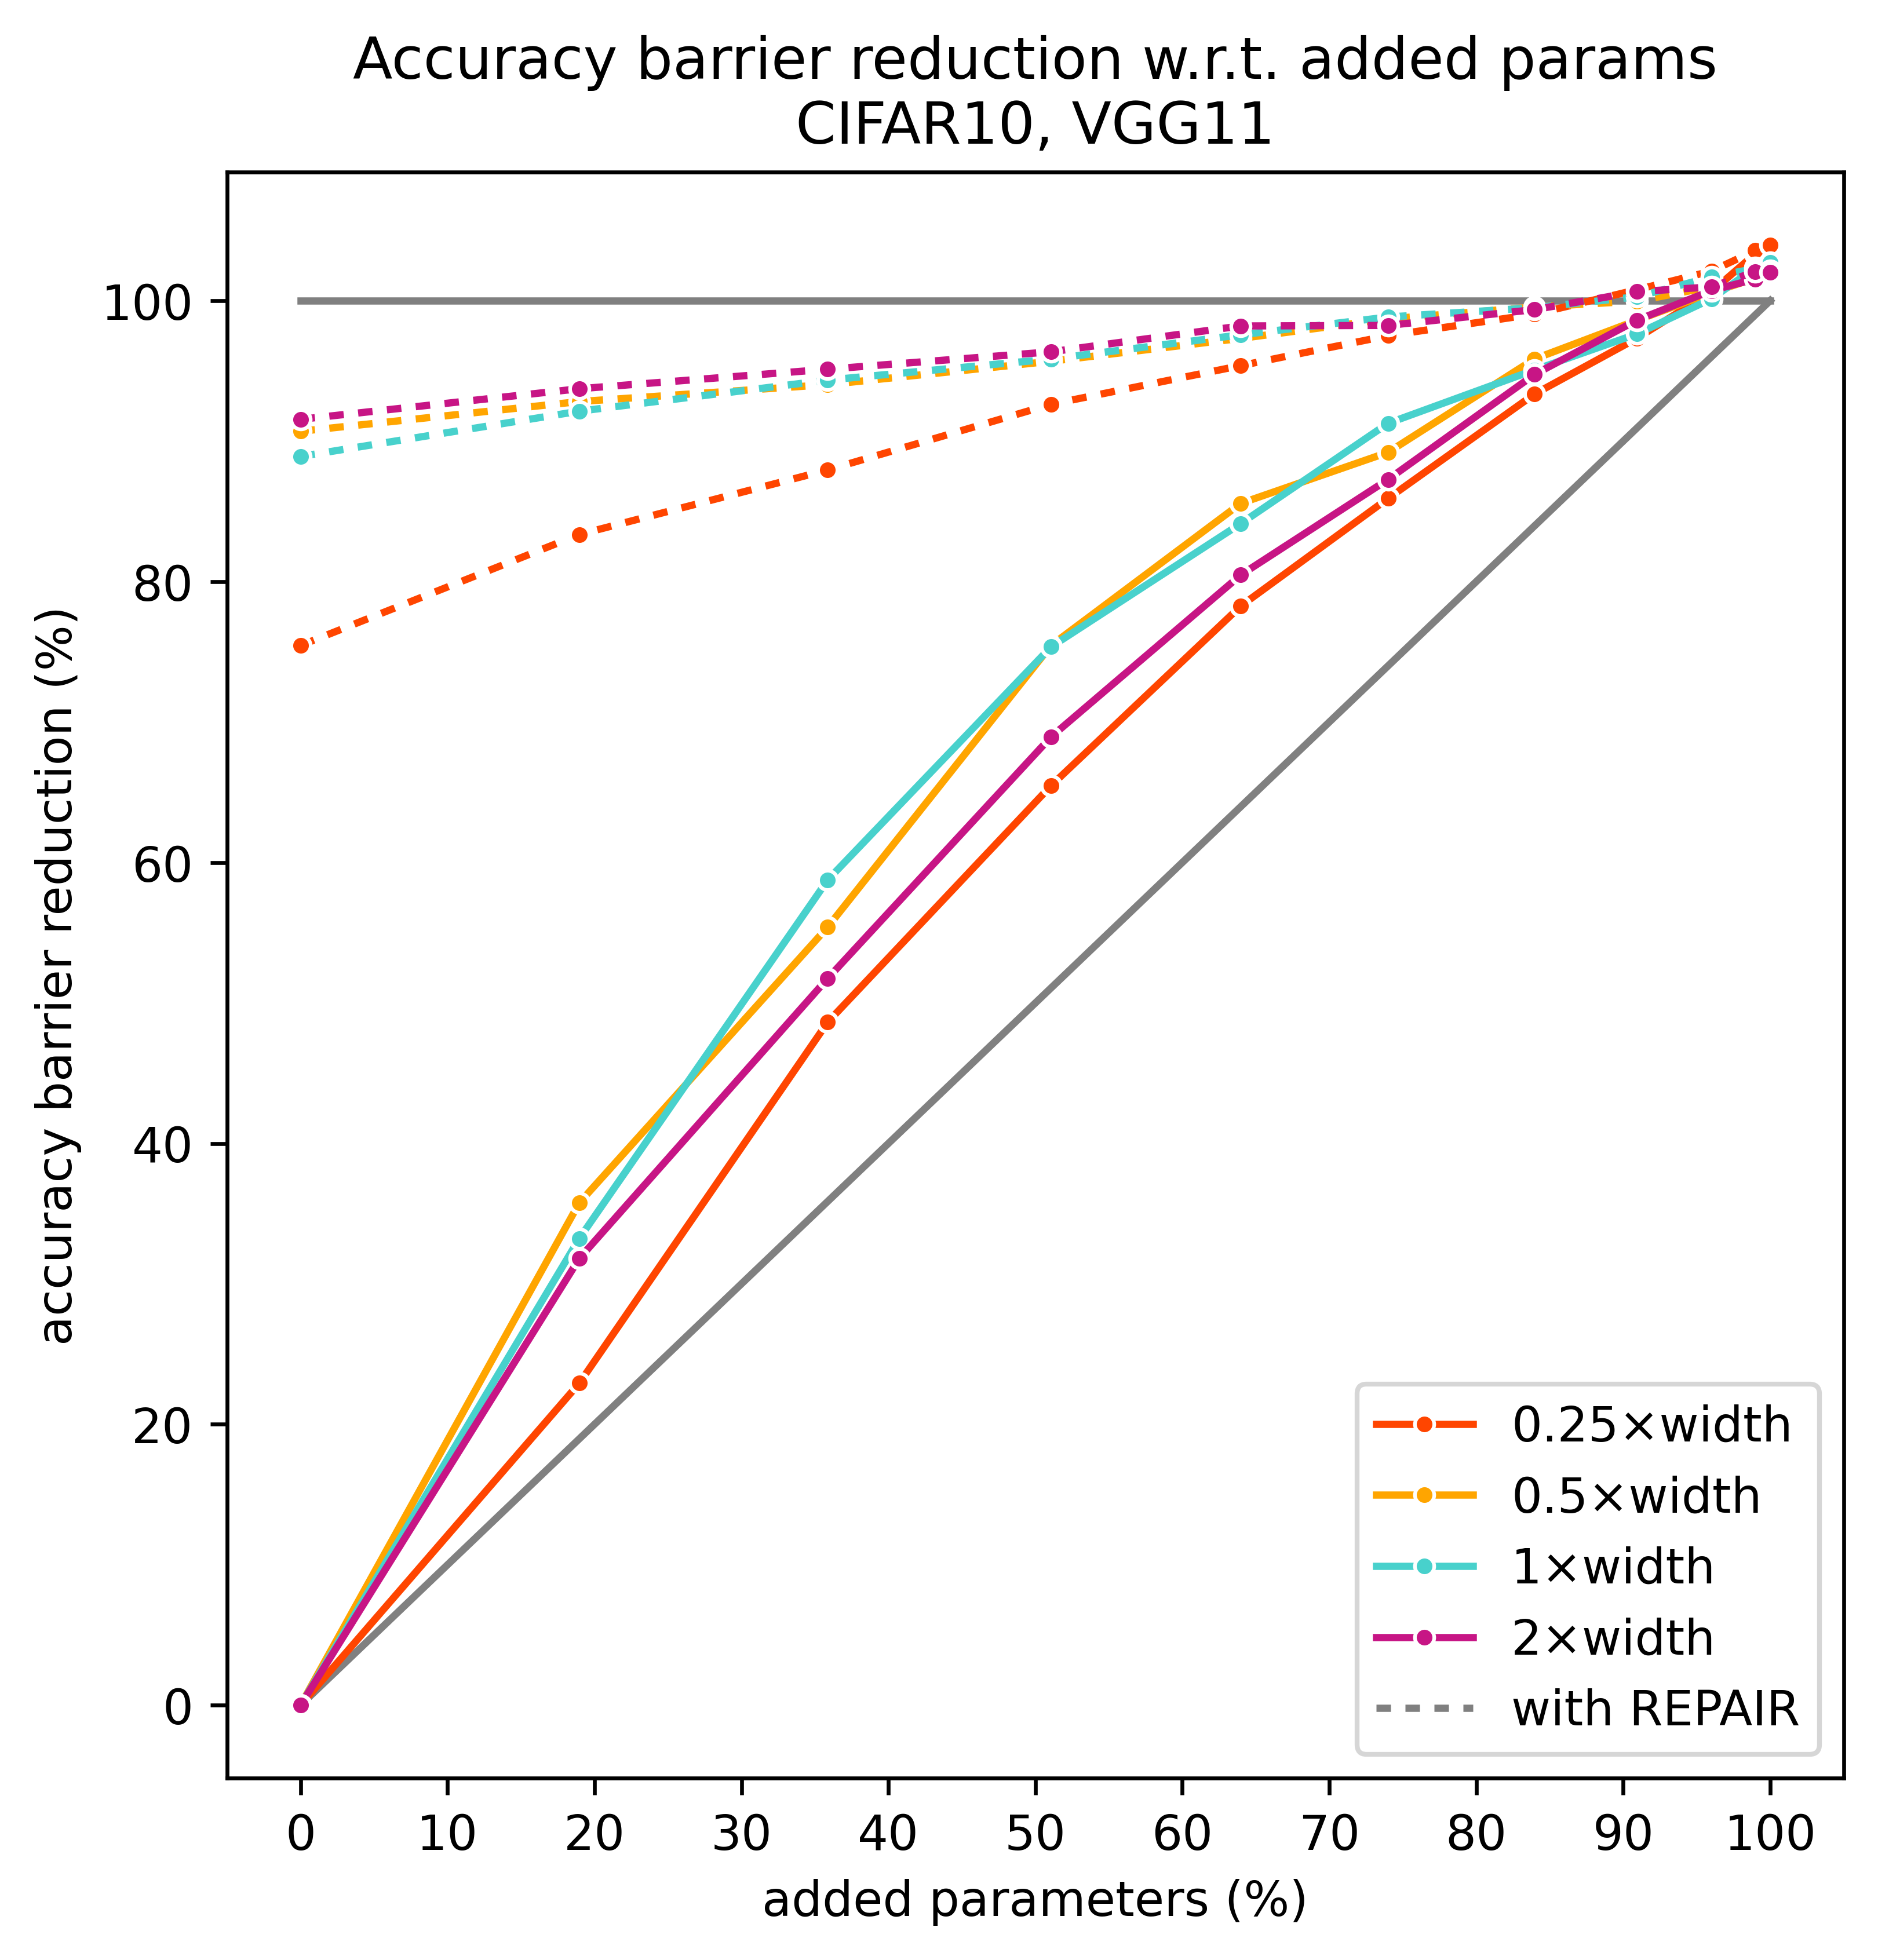 Accuracy barrier reduction w.r.t. added params
CIFAR10, VGG11
accuracy barrier reduction (%)
100
80
60
40
20
0
0 10 20 30 40 50 60 70 80 90 100
added parameters (%)
0.25×width
0.5×width
1×width
2×width
with REPAIR